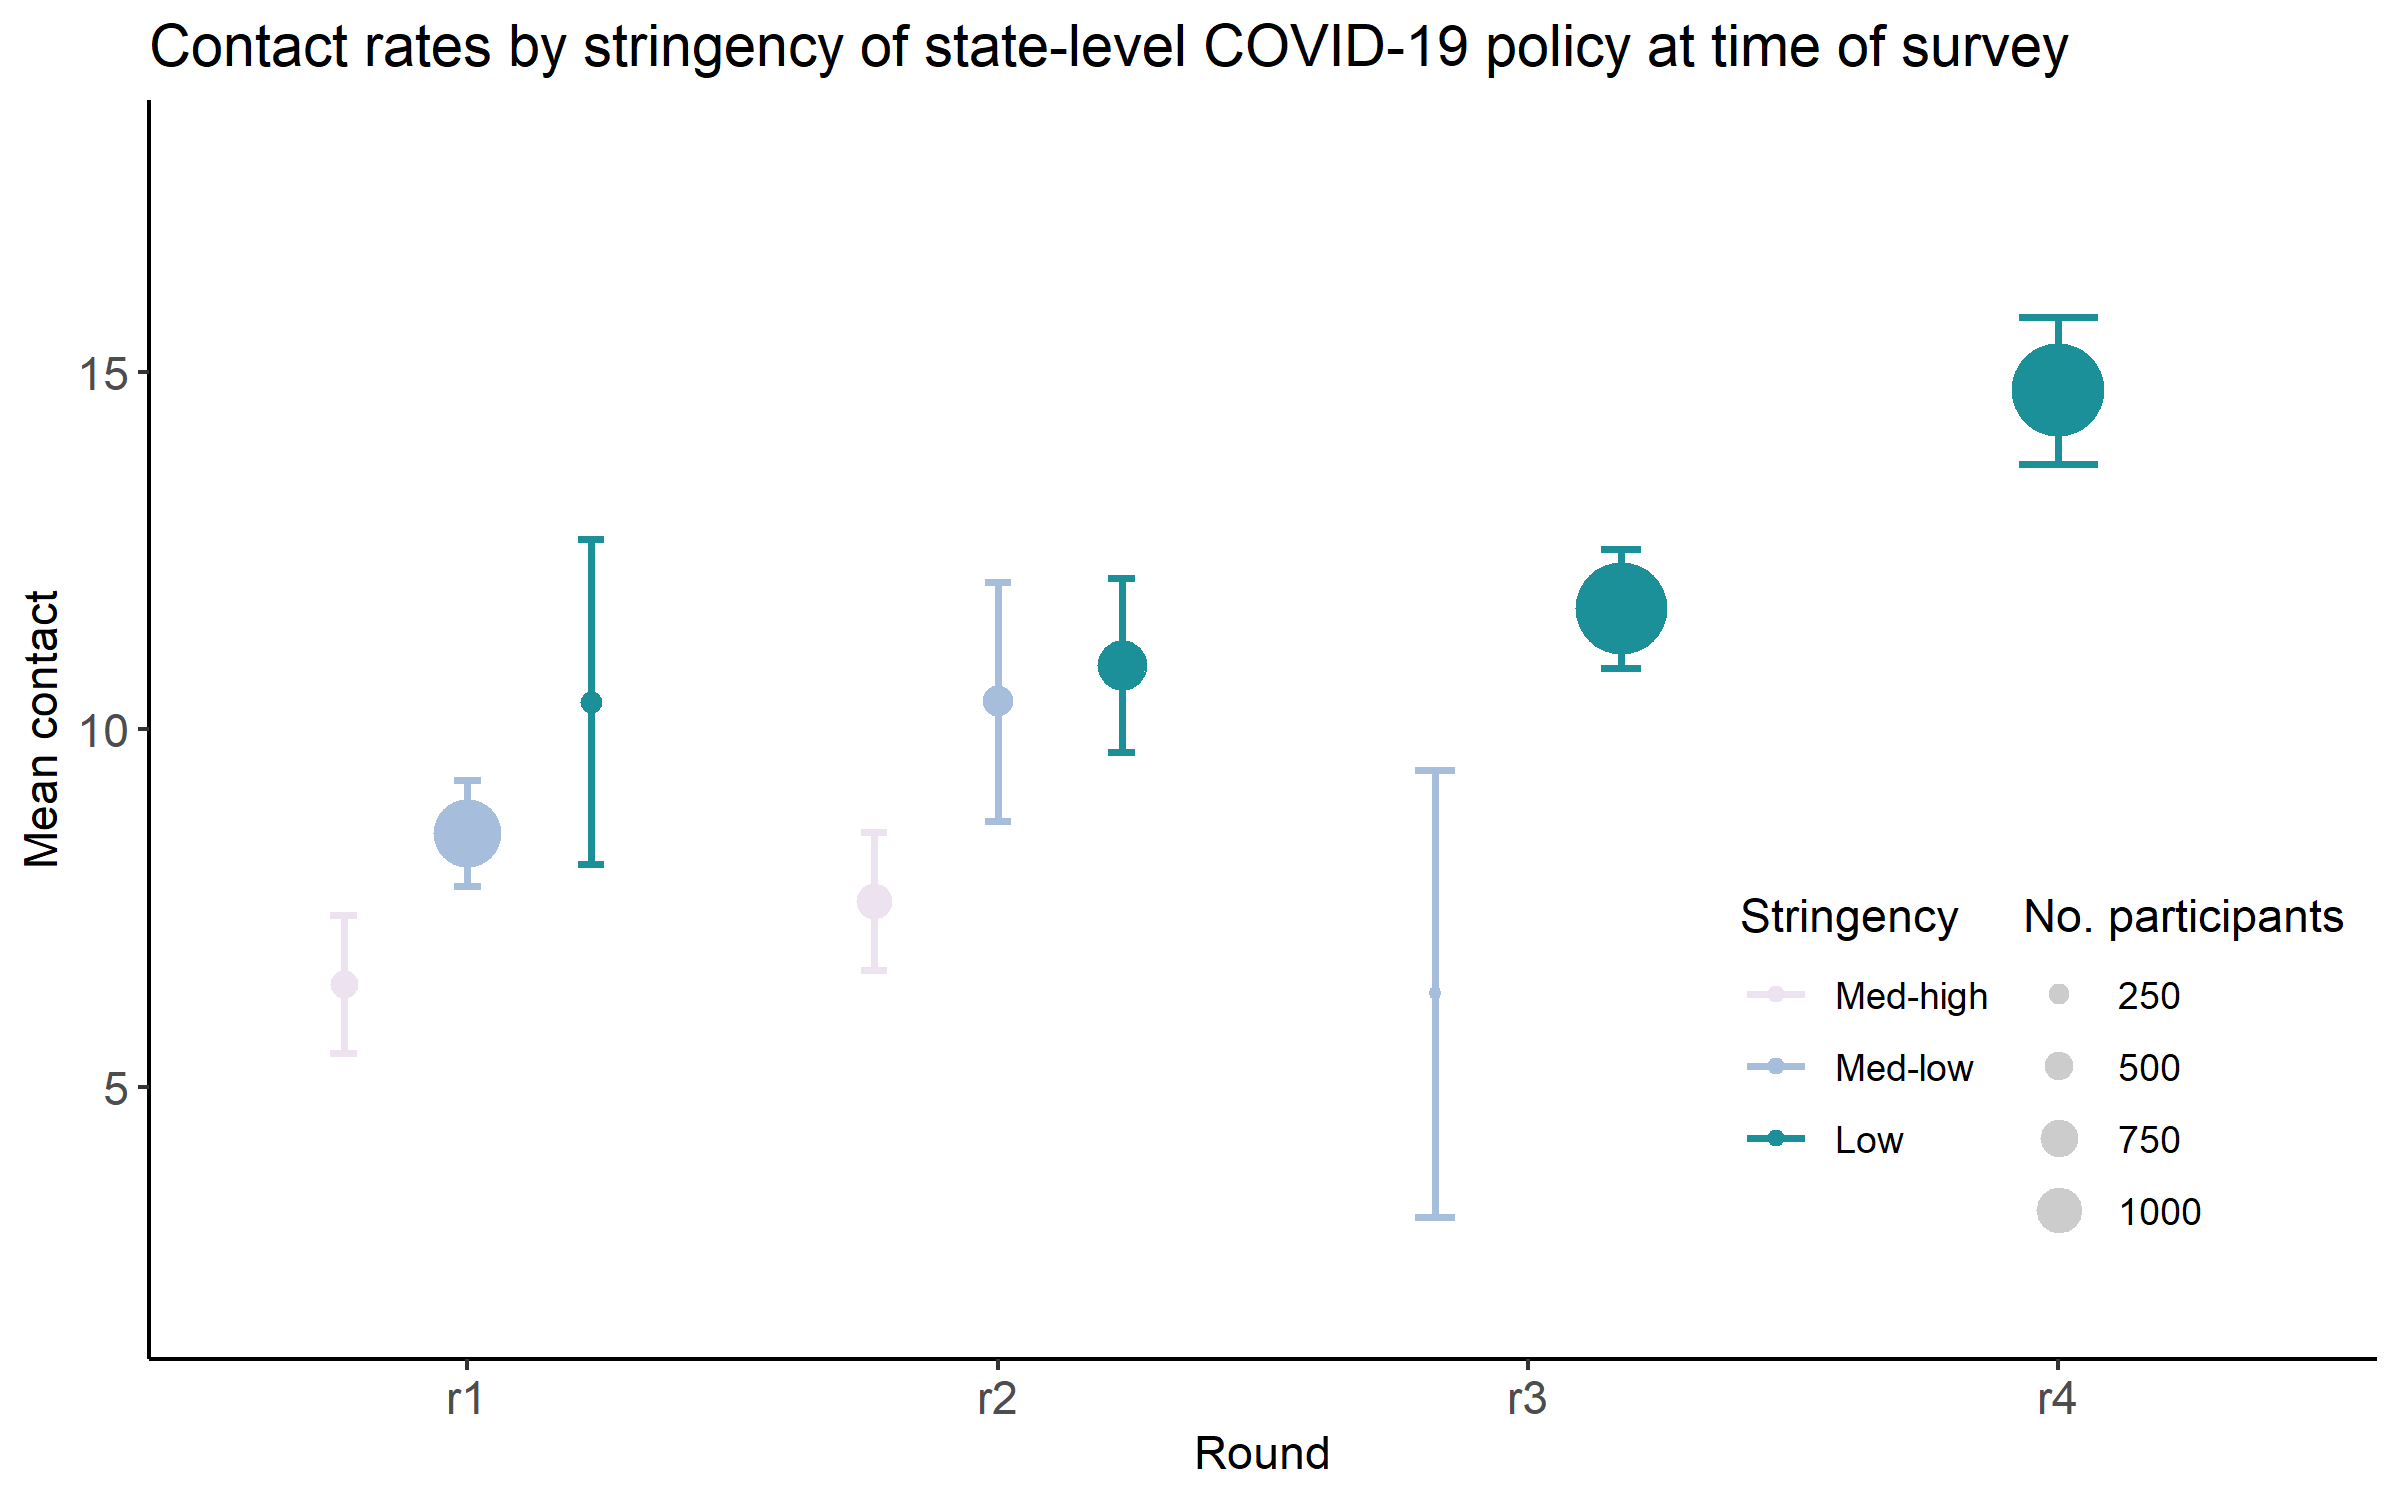 Contact rates by stringency of state-level COVID-19 policy at time of survey
Mean contact
15
10
5
Stringency
Med-high
Med-low
Low
No. participants
250
500
750
1000
r1 r2 r3 r4
Round